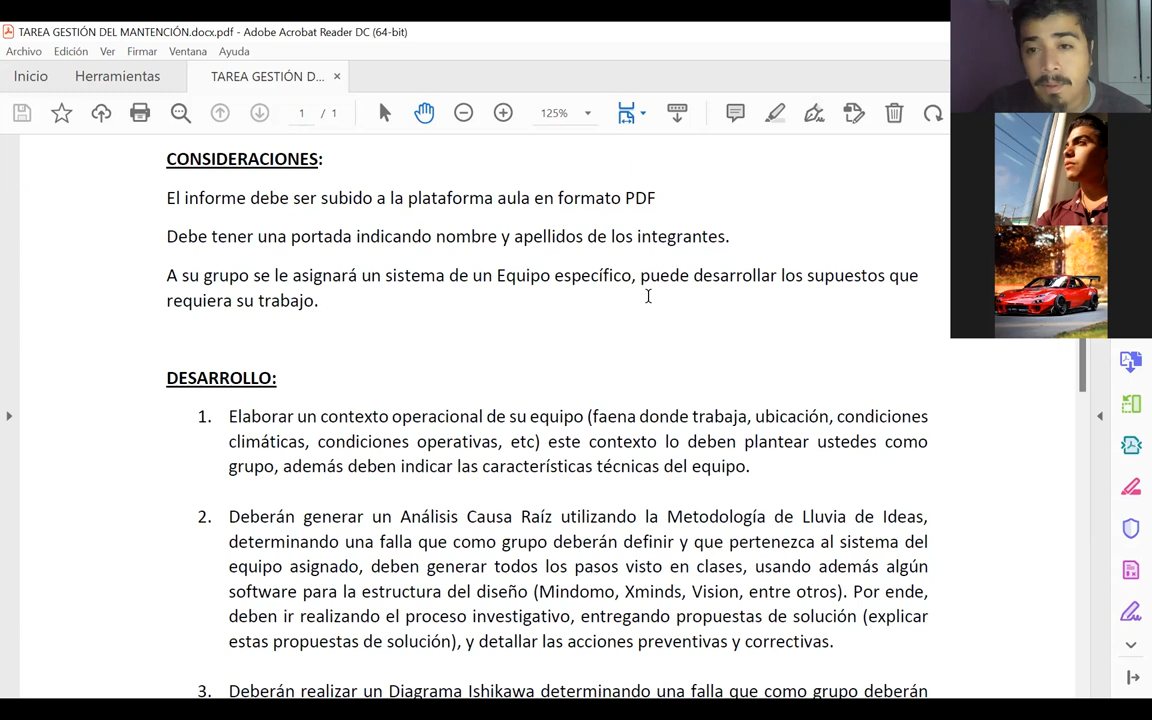 TAREA GESTIÓN DEL MANTENCIÓN.docx.pdf - Adobe Acrobat Reader DC (64-bit)
Archivo Edición Ver Firmar Ventana Ayuda
Inicio Herramientas TAREA GESTIÓN D... ×
1 / 1 125%
CONSIDERACIONES:
El informe debe ser subido a la plataforma aula en formato PDF
Debe tener una portada indicando nombre y apellidos de los integrantes.
A su grupo se le asignará un sistema de un Equipo específico, puede desarrollar los supuestos que
requiera su trabajo.
DESARROLLO:
1. Elaborar un contexto operacional de su equipo (faena donde trabaja, ubicación, condiciones
climáticas, condiciones operativas, etc) este contexto lo deben plantear ustedes como
grupo, además deben indicar las características técnicas del equipo.
2. Deberán generar un Análisis Causa Raíz utilizando la Metodología de Lluvia de Ideas,
determinando una falla que como grupo deberán definir y que pertenezca al sistema del
equipo asignado, deben generar todos los pasos visto en clases, usando además algún
software para la estructura del diseño (Mindomo, Xminds, Vision, entre otros). Por ende,
deben ir realizando el proceso investigativo, entregando propuestas de solución (explicar
estas propuestas de solución), y detallar las acciones preventivas y correctivas.
3. Deberán realizar un Diagrama Ishikawa determinando una falla que como grupo deberán